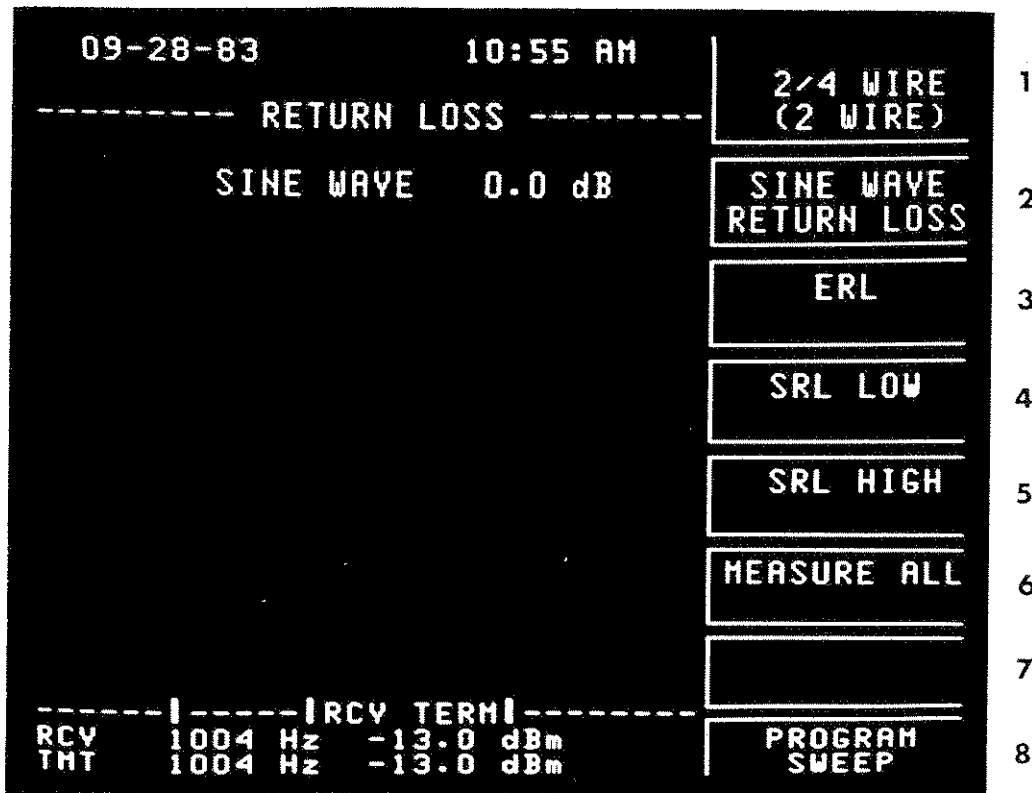 09-28-83 10:55 AM
--------- RETURN LOSS --------
SINE WAVE 0.0 dB
2/4 WIRE
(2 WIRE)
1
SINE WAVE
RETURN LOSS
2
ERL
3
SRL LOW
4
SRL HIGH
5
MEASURE ALL
6
7
PROGRAM
SWEEP
8
RCV TERM
RCV 1004 Hz -13.0 dBm
TMT 1004 Hz -13.0 dBm